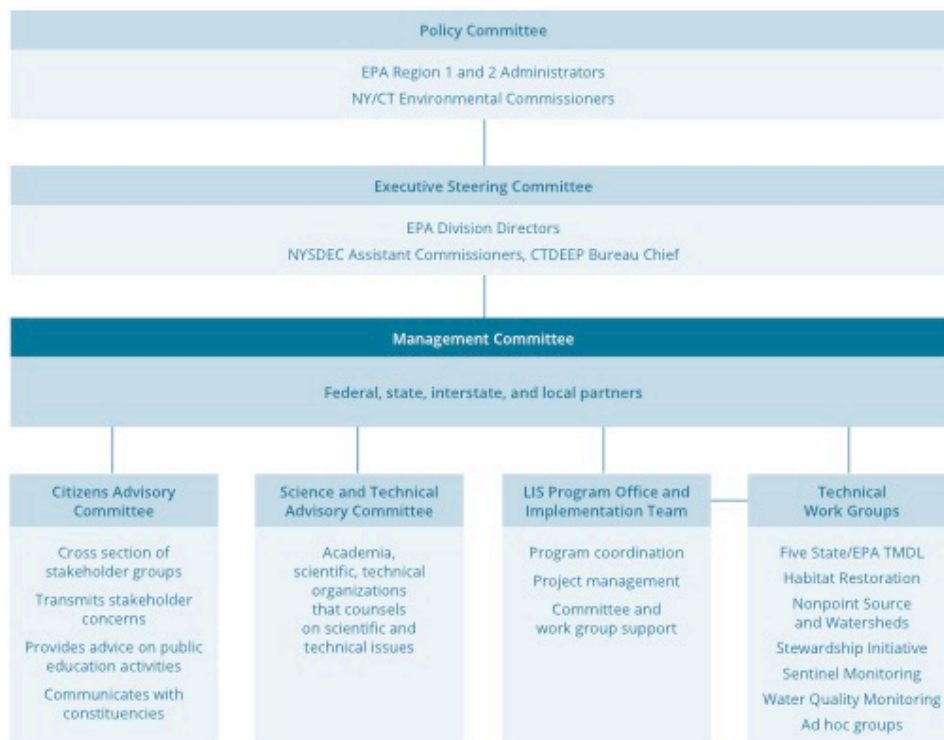 Policy Committee
EPA Region 1 and 2 Administrators
NY/CT Environmental Commissioners
Executive Steering Committee
EPA Division Directors
NYSDEC Assistant Commissioners, CTDEEP Bureau Chief
Management Committee
Federal, state, interstate, and local partners
Citizens Advisory
Committee
Cross section of
stakeholder groups
Transmits stakeholder
concerns
Provides advice on public
education activities
Communicates with
constituencies
Science and Technical
Advisory Committee
Academia,
scientific, technical
organizations
that counsels
on scientific and
technical issues
LIS Program Office and
Implementation Team
Program coordination
Project management
Committee and
work group support
Technical
Work Groups
Five State/EPA TMDL
Habitat Restoration
Nonpoint Source
and Watersheds
Stewardship Initiative
Sentinel Monitoring
Water Quality Monitoring
Ad hoc groups